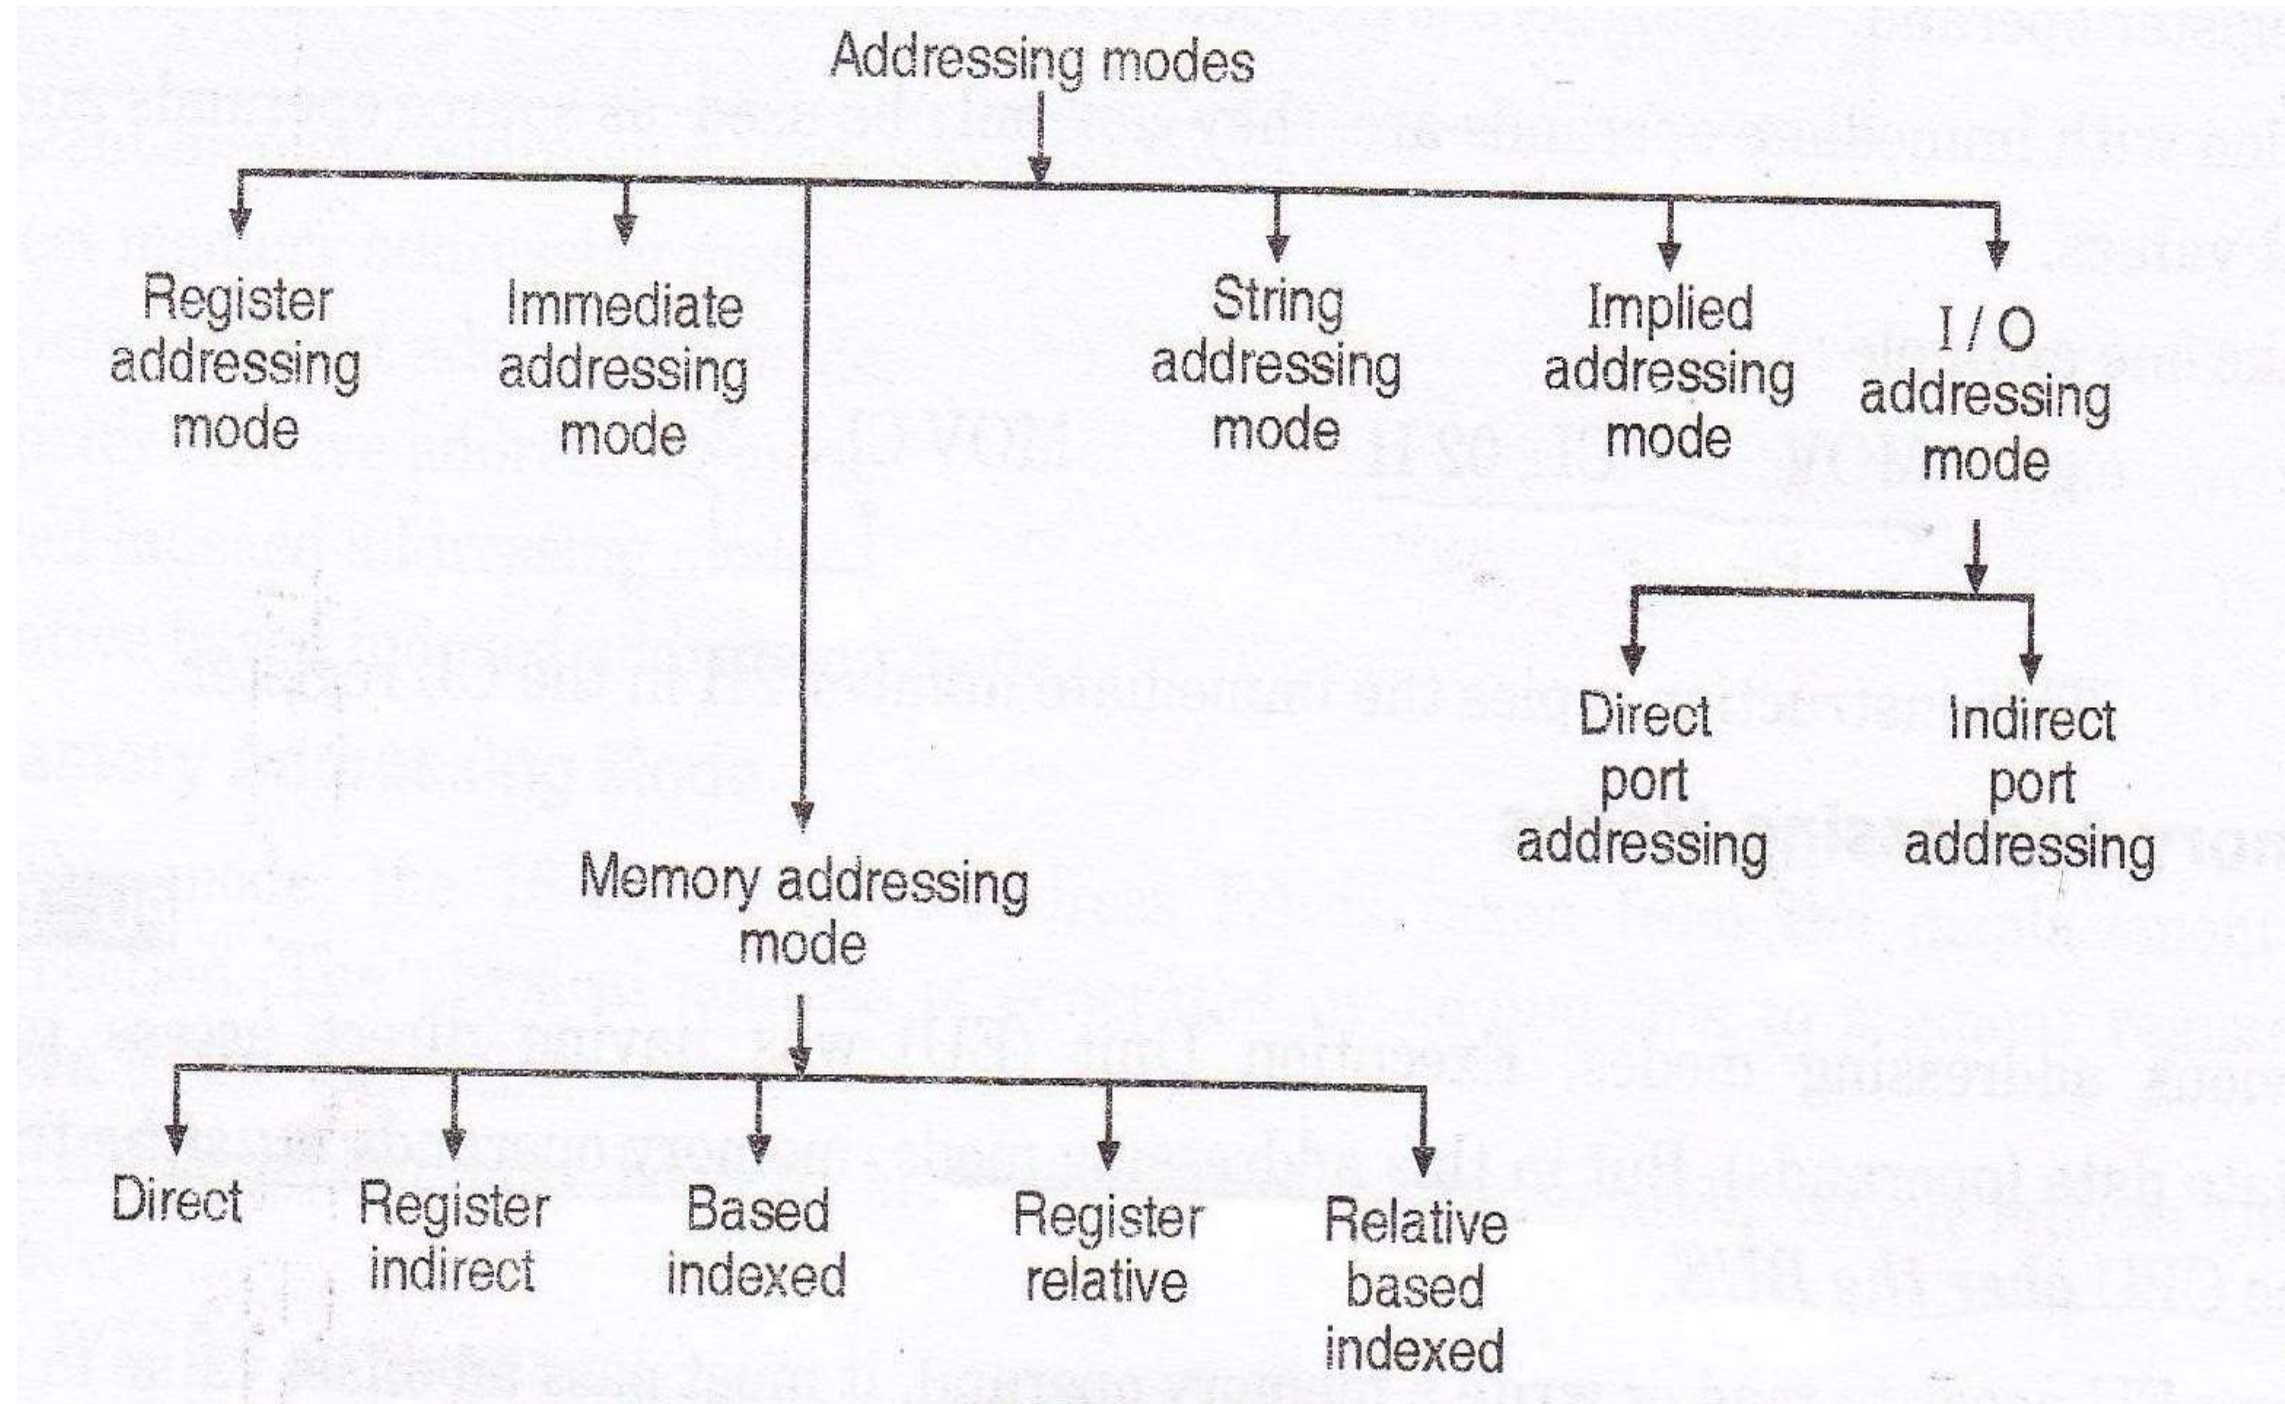 Addressing modes
Register
addressing
mode
Immediate
addressing
mode
String
addressing
mode
Implied
addressing
mode
I / O
addressing
mode
Direct
port
addressing
Indirect
port
addressing
Memory addressing
mode
Direct
Register
indirect
Based
indexed
Register
relative
Relative
based
indexed